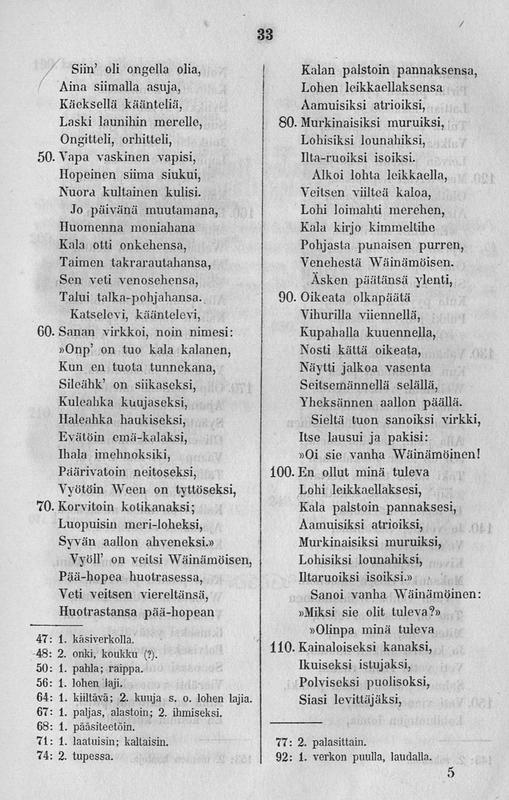 33
Siin' oli ongella olia,
Aina siimalla asuja,
Käeksellä kääntelïä,
Laski launihin merelle,
Ongitteli, orhitteli,
50. Vapa vaskinen vapisi,
Hopeinen siima siukui,
Nuora kultainen kulisi.
Jo päivänä muutamana,
Huomenna moniahana
Kala otti onkehensa,
Taimen takrarautahansa,
Sen veti venosehensa,
Talui talka-pohjahansa.
Katselevi, kääntelevi,
60. Sanan virkkoi, noin nimesi:
»Onp' on tuo kala kalanen,
Kun en tuota tunnekana,
Sileähk' on siikaseksi,
Kuleahka kuujaseksi,
Haleahka haukiseksi,
Evätöin emä-kalaksi,
Ihala imehnoksiki,
Päärivatoin neitoseksi,
Vyötöin Ween on tyttöseksi,
70. Korvitoin kotikanaksi;
Luopuisin meri-loheksi,
Syvän aallon ahveneksi.»
Vyöll' on veitsi Wäinämöisen,
Pää-hopea huotrasessa,
Veti veitsen viereltänsä,
Huotrastansa pää-hopean
47: 1. käsiverkolla.
48: 2. onki, koukku (?).
50: 1. pahla; raippa.
56: 1. lohen laji.
64: 1. kiiltävä; 2. kuuja s. o. lohen lajia.
67: 1. paljas, alastoin; 2. ihmiseksi.
68: 1. pääsiteetöin.
71: 1. laatuisin; kaltaisin.
74: 2. tupessa.
Kalan palstoin pannaksensa,
Lohen leikkaellaksensa
Aamuisiksi atrioiksi,
80. Murkinaisiksi muruiksi,
Lohisiksi lounahiksi,
Ilta-ruoiksi isoiksi.
Alkoi lohta leikkaella,
Veitsen viilteä kaloa,
Lohi loimahti merehen,
Kala kirjo kimmeltihe
Pohjasta punaisen purren,
Venehestä Wäinämöisen.
Äsken päätänsä ylenti,
90. Oikeata olkapäätä
Vihurilla viiennellä,
Kupahalla kuuennella,
Nosti kättä oikeata,
Näytti jalkoa vasenta
Seitsemännellä selällä,
Yheksännen aallon päällä.
Sieltä tuon sanoiksi virkki,
Itse lausui ja pakisi:
»Oi sie vanha Wäinämöinen!
100. En ollut minä tuleva
Lohi leikkaellaksesi,
Kala palstoin pannaksesi,
Aamuisiksi atrioiksi,
Murkinaisiksi muruiksi,
Lohisiksi lounahiksi,
Iltaruoiksi isoiksi.»
Sanoi vanha Wäinämöinen:
»Miksi sie olit tuleva?»
»Olinpa minä tuleva
110. Kainaloiseksi kanaksi,
Ikuiseksi istujaksi,
Polviseksi puolisoksi,
Siasi levittäjäksi,
77: 2. palasittain.
92: 1. verkon puulla, laudalla.
5